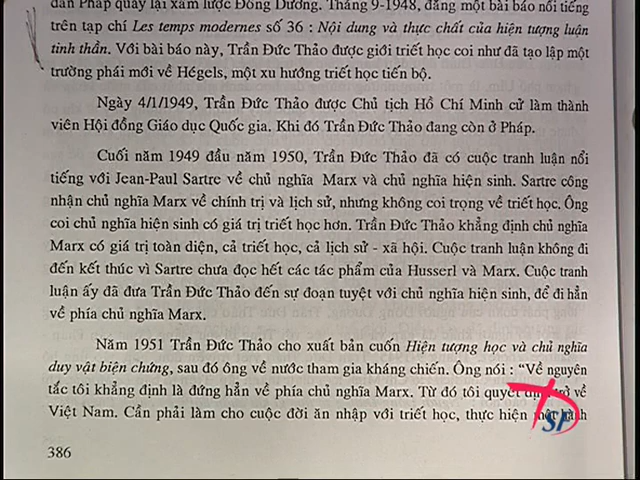 dân Pháp quay lại xâm lược Đông Dương. Tháng 9-1948, đăng một bài báo nổi tiếng
trên tạp chí Les temps modernes số 36 : Nội dung và thực chất của hiện tượng luận
tinh thần. Với bài báo này, Trần Đức Thảo được giới triết học coi như đã tạo lập một
trường phái mới về Hégels, một xu hướng triết học tiến bộ.
Ngày 4/1/1949, Trần Đức Thảo được Chủ tịch Hồ Chí Minh cử làm thành
viên Hội đồng Giáo dục Quốc gia. Khi đó Trần Đức Thảo đang còn ở Pháp.
Cuối năm 1949 đầu năm 1950, Trần Đức Thảo đã có cuộc tranh luận nổi
tiếng với Jean-Paul Sartre về chủ nghĩa Marx và chủ nghĩa hiện sinh. Sartre công
nhận chủ nghĩa Marx về chính trị và lịch sử, nhưng không coi trọng về triết học. Ông
coi chủ nghĩa hiện sinh có giá trị triết học hơn. Trần Đức Thảo khẳng định chủ nghĩa
Marx có giá trị toàn diện, cả triết học, cả lịch sử - xã hội. Cuộc tranh luận không đi
đến kết thúc vì Sartre chưa đọc hết các tác phẩm của Husserl và Marx. Cuộc tranh
luận ấy đã đưa Trần Đức Thảo đến sự đoạn tuyệt với chủ nghĩa hiện sinh, để đi hẳn
về phía chủ nghĩa Marx.
Năm 1951 Trần Đức Thảo cho xuất bản cuốn Hiện tượng học và chủ nghĩa
duy vật biện chứng, sau đó ông về nước tham gia kháng chiến. Ông nói : “Về nguyên
tắc tôi khẳng định là đứng hẳn về phía chủ nghĩa Marx. Từ đó tôi quyết định trở về
Việt Nam. Cần phải làm cho cuộc đời ăn nhập với triết học, thực hiện một hành
386